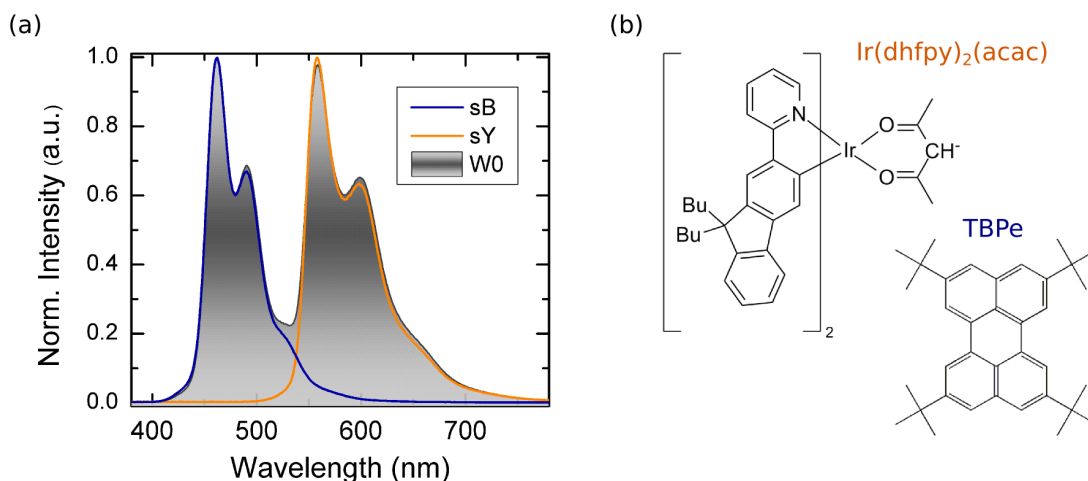 (a)
1.0
0.8
0.6
0.4
0.2
0.0
Norm. Intensity (a.u.)
400
500
600
700
Wavelength (nm)
sB
sY
W0
(b)
Ir(dhfpy)₂(acac)
N
Ir
O
O
CH⁻
Bu
Bu
2
TBPe